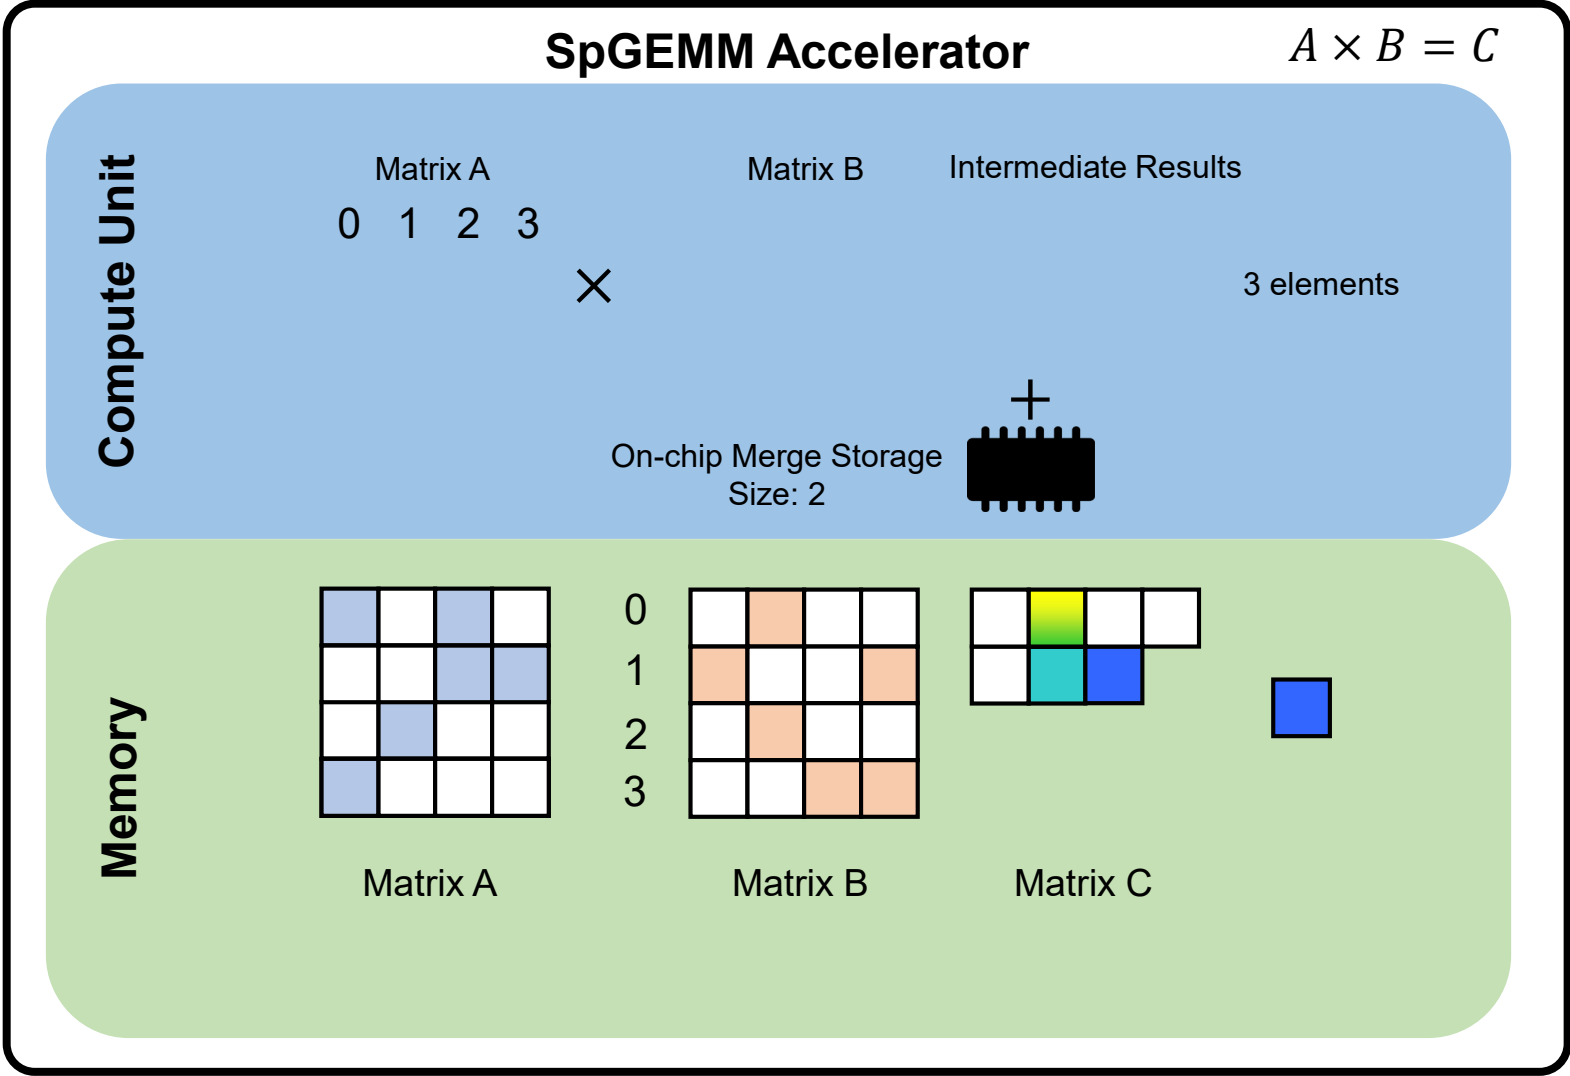 SpGEMM Accelerator
A × B = C
Compute Unit
Matrix A
Matrix B
Intermediate Results
0 1 2 3
×
3 elements
+
On-chip Merge Storage
Size: 2
Memory
0
1
2
3
Matrix A
Matrix B
Matrix C